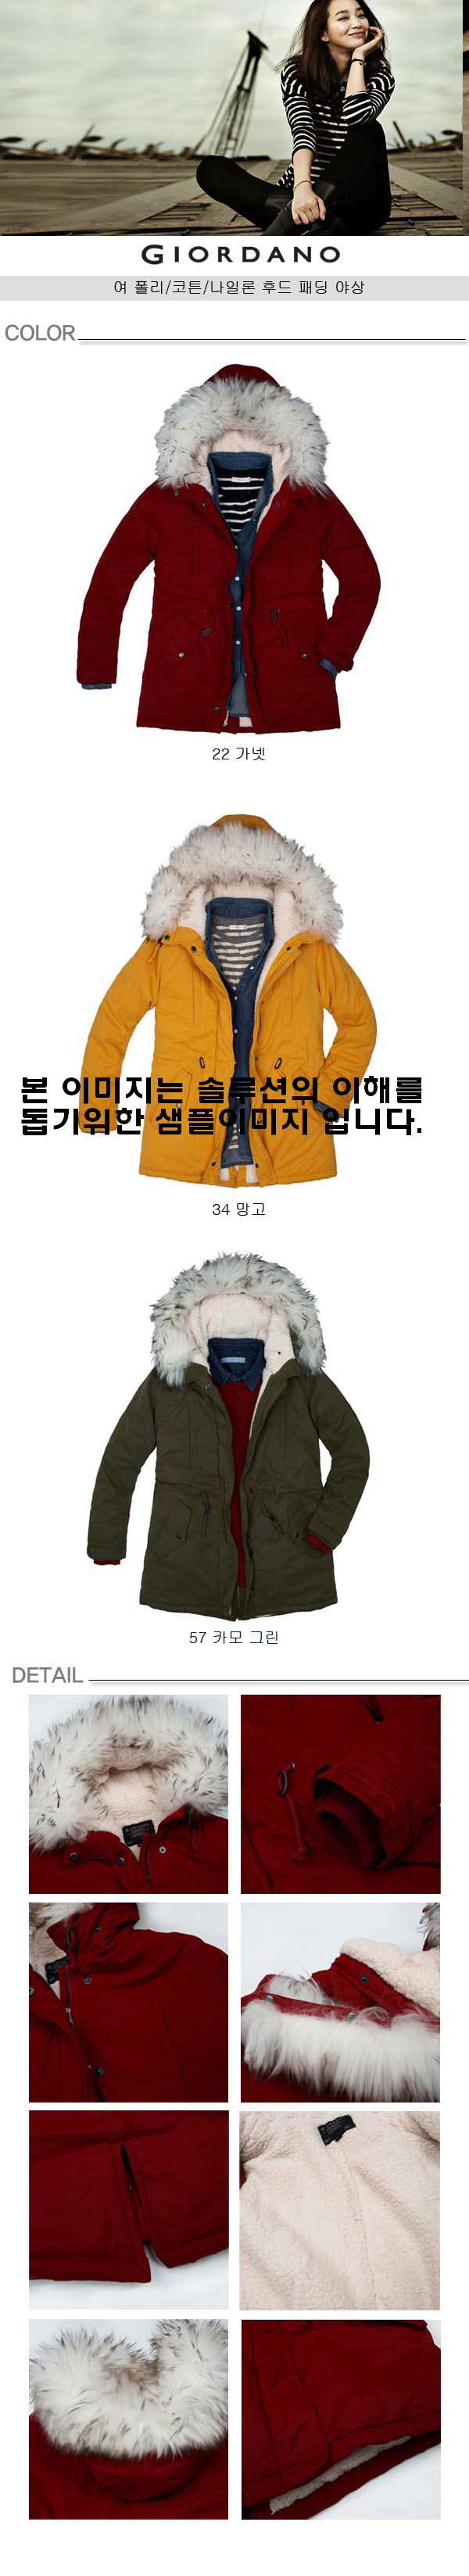 GIORDANO
여 폴리/코튼/나일론 후드 패딩 야상
COLOR
22 가넷
본 이미지는 솔루션의 이해를
돕기위한 샘플이미지 입니다.
34 망고
57 카모 그린
DETAIL